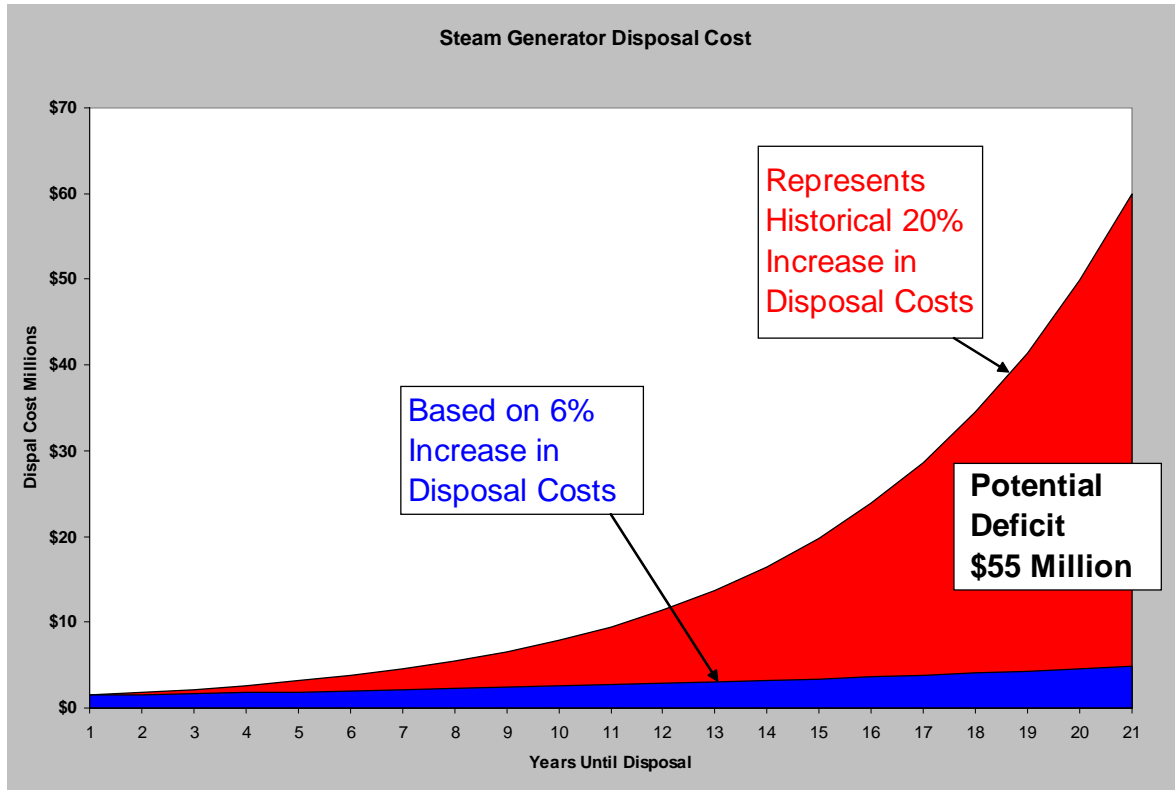 Steam Generator Disposal Cost
Dispal Cost Millions
$70
$60
$50
$40
$30
$20
$10
$0
Represents
Historical 20%
Increase in
Disposal Costs
Based on 6%
Increase in
Disposal Costs
Potential
Deficit
$55 Million
1 2 3 4 5 6 7 8 9 10 11 12 13 14 15 16 17 18 19 20 21
Years Until Disposal